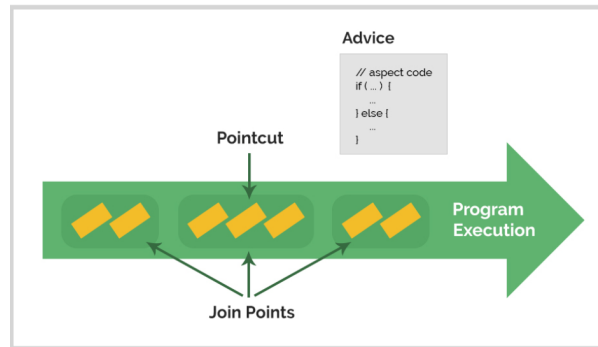 Advice
// aspect code
if ( ... ) {
...
} else {
...
}
Pointcut
Program
Execution
Join Points